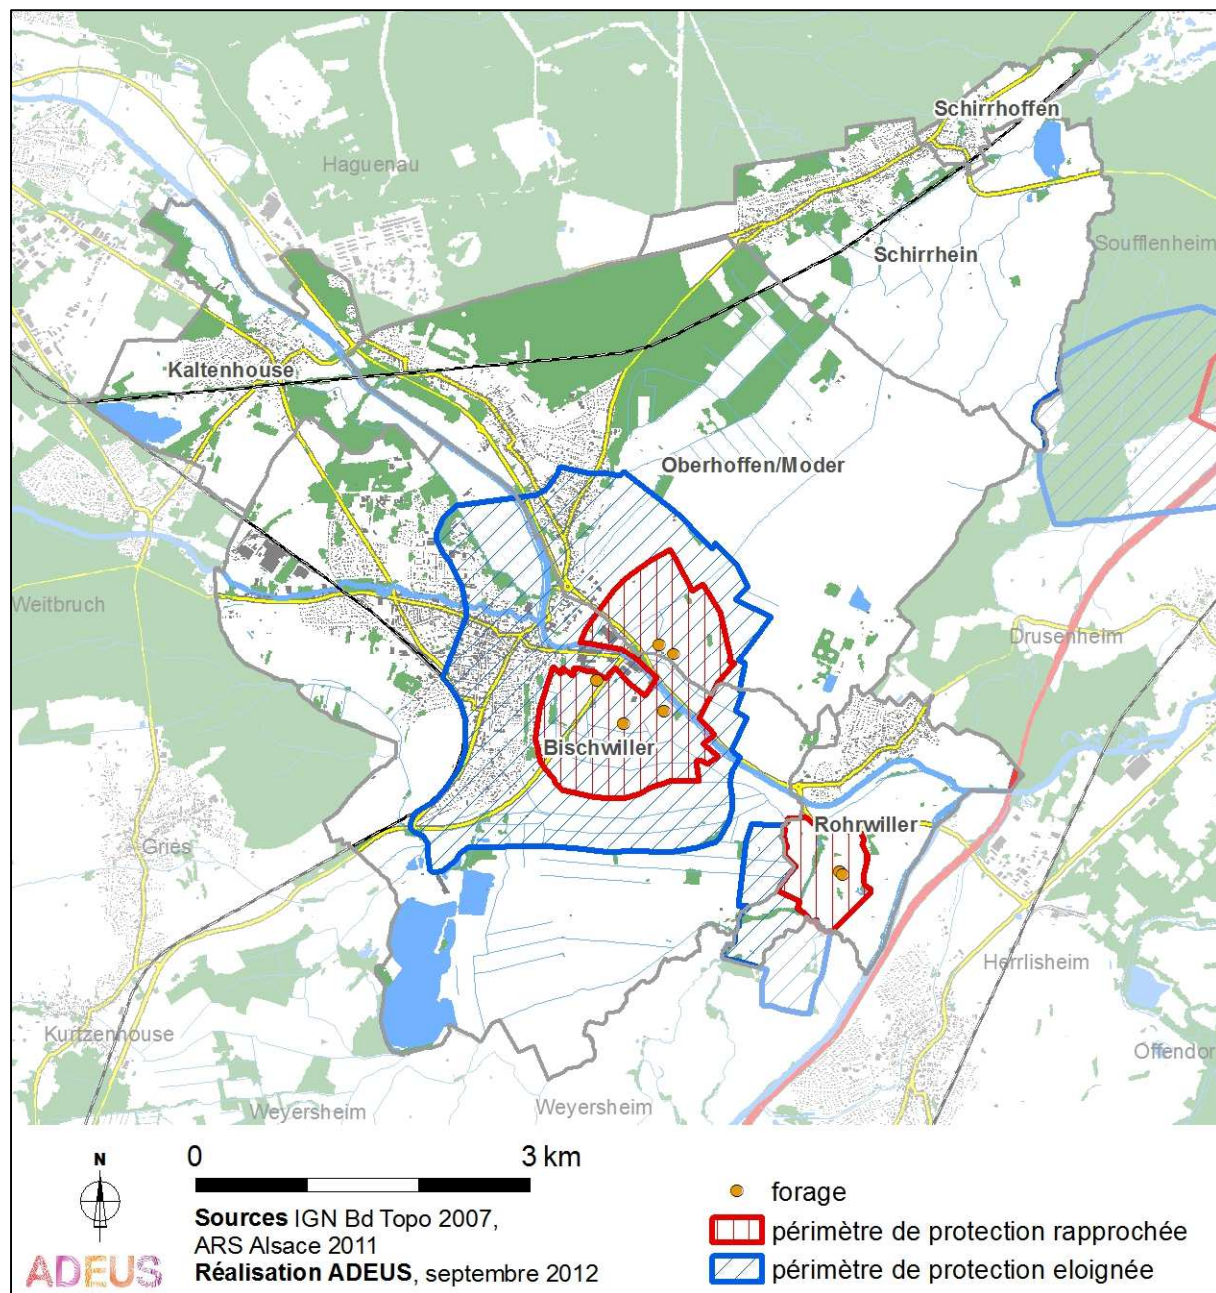 Schirrhoffen
Haguenau
Soufflenheim
Schirrhein
Kaltenhouse
Oberhoffen/Moder
Weitbruch
Drusenheim
Bischwiller
Rohrwiller
Gries
Herrlisheim
Kurtzenhouse
Offendor
Weyersheim
Weyersheim
N
0 3 km
Sources IGN Bd Topo 2007,
ARS Alsace 2011
Réalisation ADEUS, septembre 2012
ADEUS
forage
périmètre de protection rapprochée
périmètre de protection eloignée